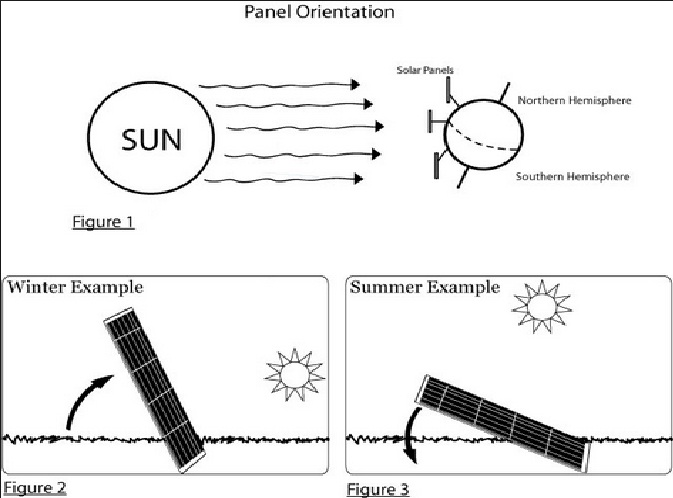 Panel Orientation
Solar Panels
Northern Hemisphere
SUN
Southern Hemisphere
Figure 1
Winter Example
Summer Example
Figure 2
Figure 3